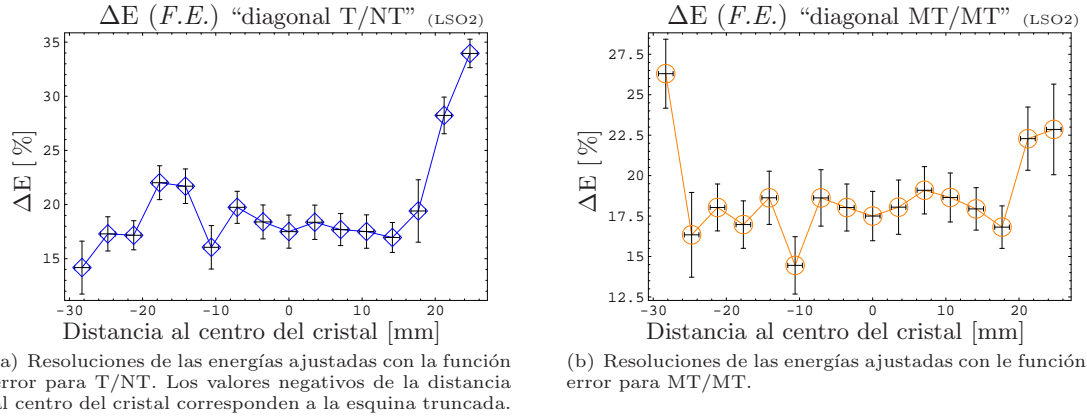 ΔE (F.E.) “diagonal T/NT” (LSO2)
35
30
25
20
15
ΔE [ %]
-30 -20 -10 0 10 20
Distancia al centro del cristal [mm]
a) Resoluciones de las energías ajustadas con la función
error para T/NT. Los valores negativos de la distancia
al centro del cristal corresponden a la esquina truncada.
ΔE (F.E.) “diagonal MT/MT” (LSO2)
27.5
25
22.5
20
17.5
15
12.5
ΔE [ %]
-30 -20 -10 0 10 20
Distancia al centro del cristal [mm]
(b) Resoluciones de las energías ajustadas con le función
error para MT/MT.